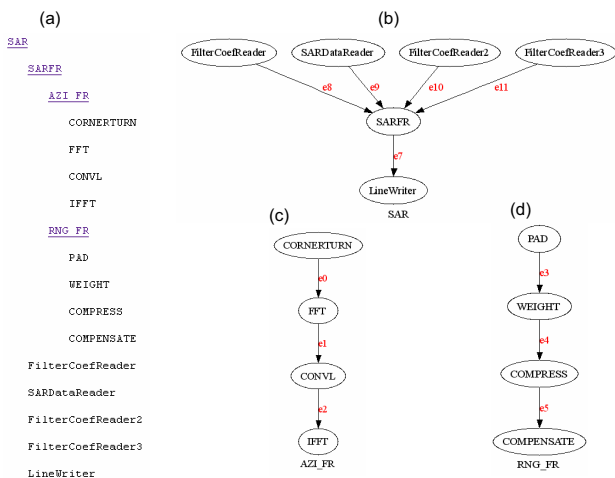 (a)
SAR
SARFR
AZI_FR
CORNERTURN
FFT
CONVL
IFFT
RNG_FR
PAD
WEIGHT
COMPRESS
COMPENSATE
FilterCoefReader
SARDataReader
FilterCoefReader2
FilterCoefReader3
LineWriter
(b)
FilterCoefReader SARDataReader FilterCoefReader2 FilterCoefReader3
e8 e9 e10 e11
SARFR
e7
LineWriter
SAR
(c)
CORNERTURN
e0
FFT
e1
CONVL
e2
IFFT
AZI_FR
(d)
PAD
e3
WEIGHT
e4
COMPRESS
e5
COMPENSATE
RNG_FR